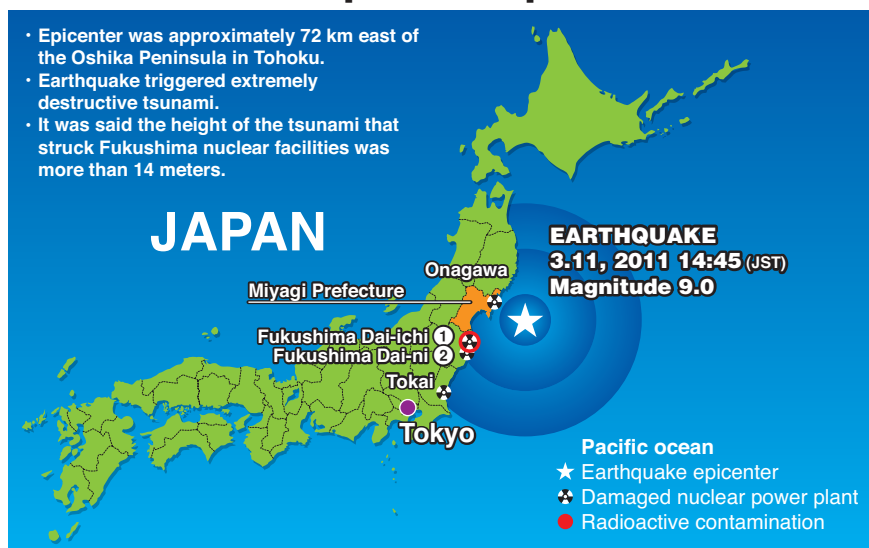 · Epicenter was approximately 72 km east of
the Oshika Peninsula in Tohoku.
· Earthquake triggered extremely
destructive tsunami.
· It was said the height of the tsunami that
struck Fukushima nuclear facilities was
more than 14 meters.
JAPAN
EARTHQUAKE
3.11, 2011 14:45 (JST)
Magnitude 9.0
Onagawa
Miyagi Prefecture
Fukushima Dai-ichi 1
Fukushima Dai-ni 2
Tokai
Tokyo
Pacific ocean
Earthquake epicenter
Damaged nuclear power plant
Radioactive contamination